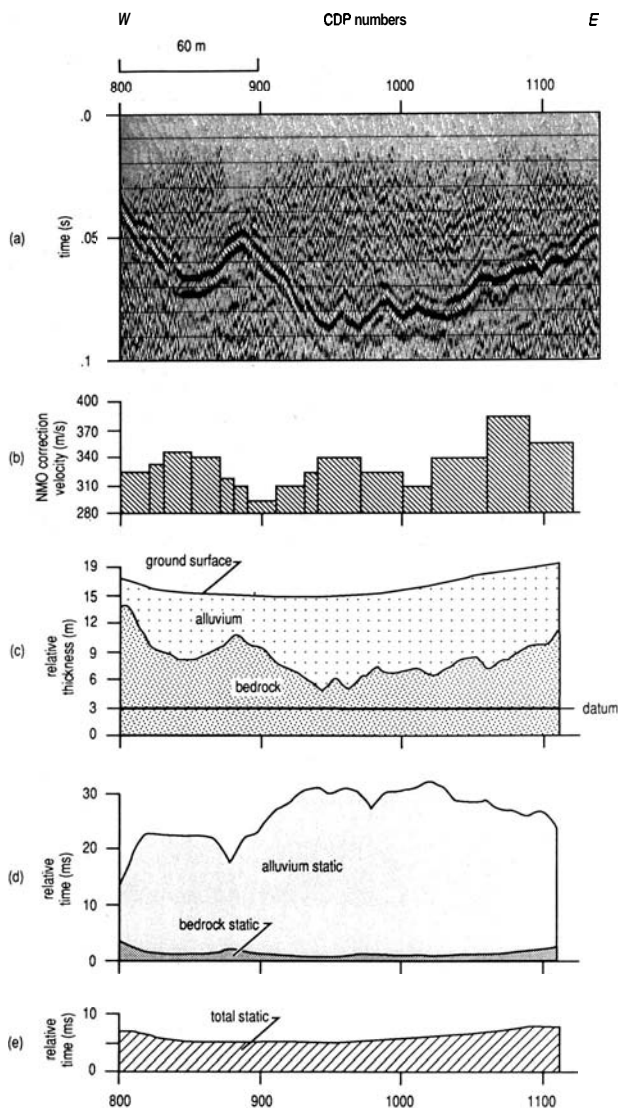 W CDP numbers E
60 m
800 900 1000 1100
(a)
time (s)
.0
.05
.1
(b)
NMO correction
velocity (m/s)
400
370
340
310
280
(c)
relative
thickness (m)
19
15
12
9
6
3
0
ground surface
alluvium
bedrock
datum
(d)
relative
time (ms)
30
20
10
0
alluvium static
bedrock static
(e)
relative
time (ms)
10
0
total static
800 900 1000 1100